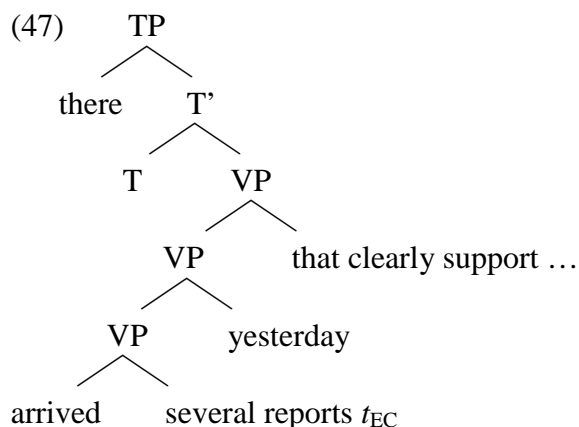 (47) TP
there T’
T VP
VP that clearly support …
VP yesterday
arrived several reports tEC